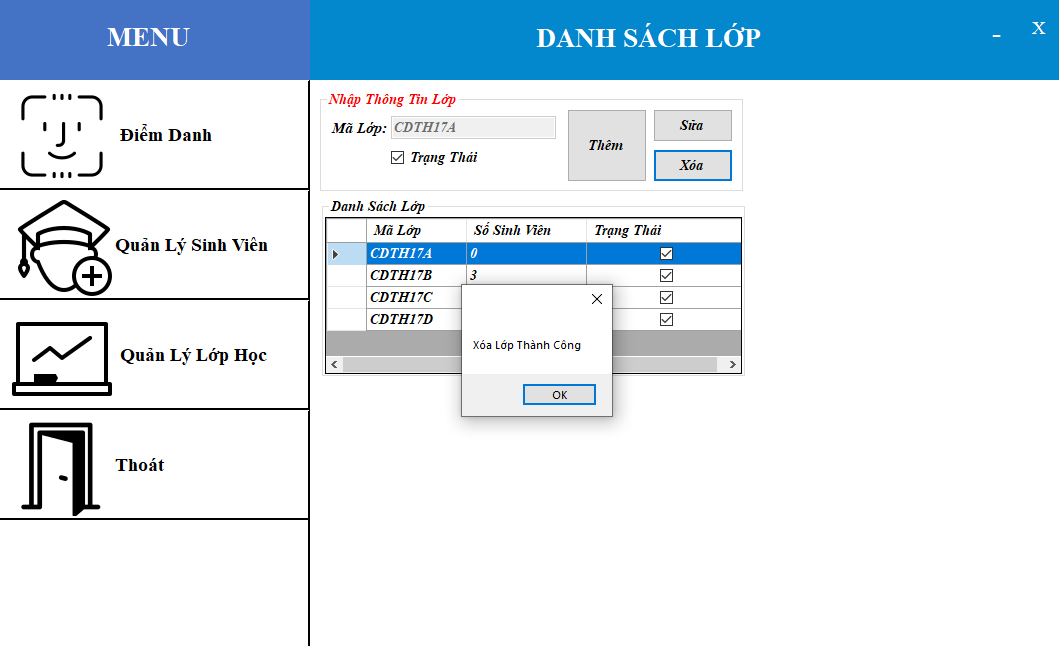 MENU
DANH SÁCH LỚP
- X
Điểm Danh
Quản Lý Sinh Viên
Quản Lý Lớp Học
Thoát
Nhập Thông Tin Lớp
Mã Lớp: CDTH17A
Trạng Thái
Thêm
Sữa
Xóa
Danh Sách Lớp
Mã Lớp Số Sinh Viên Trạng Thái
CDTH17A 0
CDTH17B 3
CDTH17C
CDTH17D
Xóa Lớp Thành Công
OK